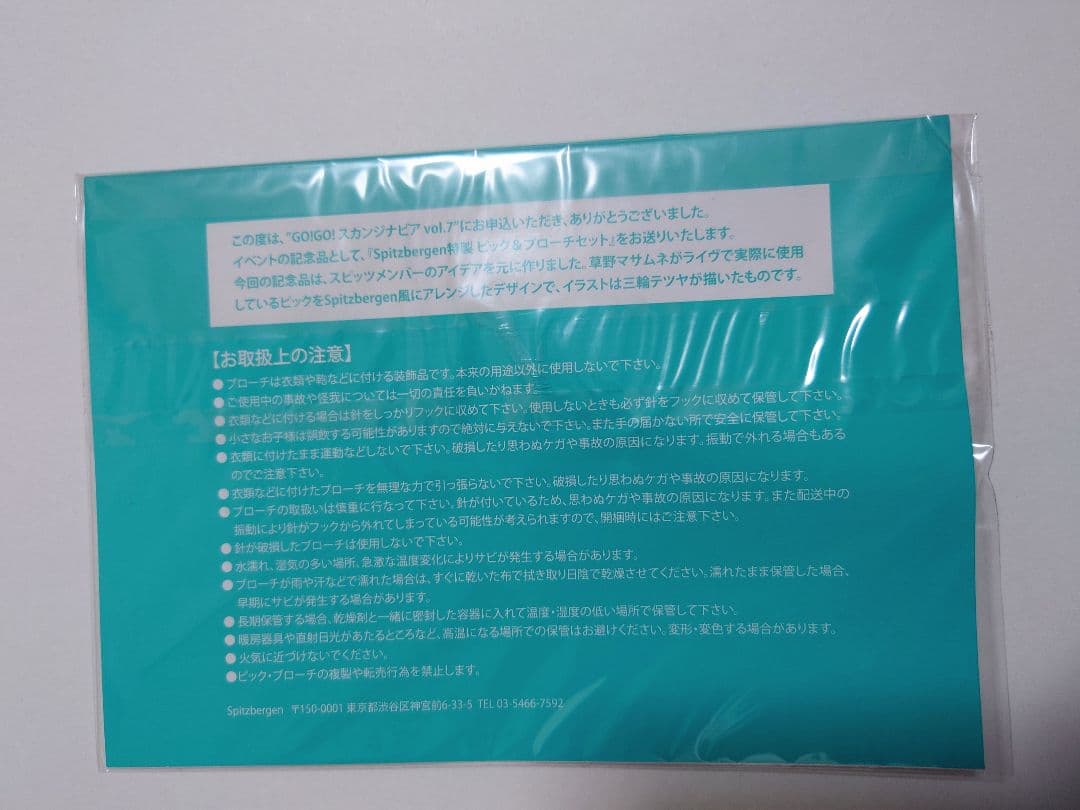 この度は、"GO!GO! スカンジナビア vol.7"にお申込いただき、ありがとうございました。
イベントの記念品として、『Spitzbergen特製 ピック&ブローチセット』をお送りいたします。
今回の記念品は、スピッツメンバーのアイデアを元に作りました。草野マサムネがライヴで実際に使用
しているピックをSpitzbergen風にアレンジしたデザインで、イラストは三輪テツヤが描いたものです。
【お取扱上の注意】
●ブローチは衣類や鞄などに付ける装飾品です。本来の用途以外に使用しないで下さい。
●ご使用中の事故や怪我については一切の責任を負いかねます。
●衣類などに付ける場合は針をしっかりフックに収めて下さい。使用しないときも必ず針をフックに収めて保管して下さい。
●小さなお子様は誤飲する可能性がありますので絶対に与えないで下さい。また手の届かない所で安全に保管して下さい。
●衣類に付けたまま運動などしないで下さい。破損したり思わぬケガや事故の原因になります。振動で外れる場合もある
のでご注意下さい。
●衣類などに付けたブローチを無理な力で引っ張らないで下さい。破損したり思わぬケガや事故の原因になります。
●ブローチの取扱いは慎重に行なって下さい。針が付いているため、思わぬケガや事故の原因になります。また配送中の
振動により針がフックから外れてしまっている可能性が考えられますので、開梱時にはご注意下さい。
●針が破損したブローチは使用しないで下さい。
●水濡れ、湿気の多い場所、急激な温度変化によりサビが発生する場合があります。
●ブローチが雨や汗などで濡れた場合は、すぐに乾いた布で拭き取り日陰で乾燥させてください。濡れたまま保管した場合、
早期にサビが発生する場合があります。
●長期保管する場合、乾燥剤と一緒に密封した容器に入れて温度・湿度の低い場所で保管して下さい。
●暖房器具や直射日光があたるところなど、高温になる場所での保管はお避けください。変形・変色する場合があります。
●火気に近づけないでください。
●ピック・ブローチの複製や転売行為を禁止します。
Spitzbergen 〒150-0001 東京都渋谷区神宮前6-33-5 TEL 03-5466-7592